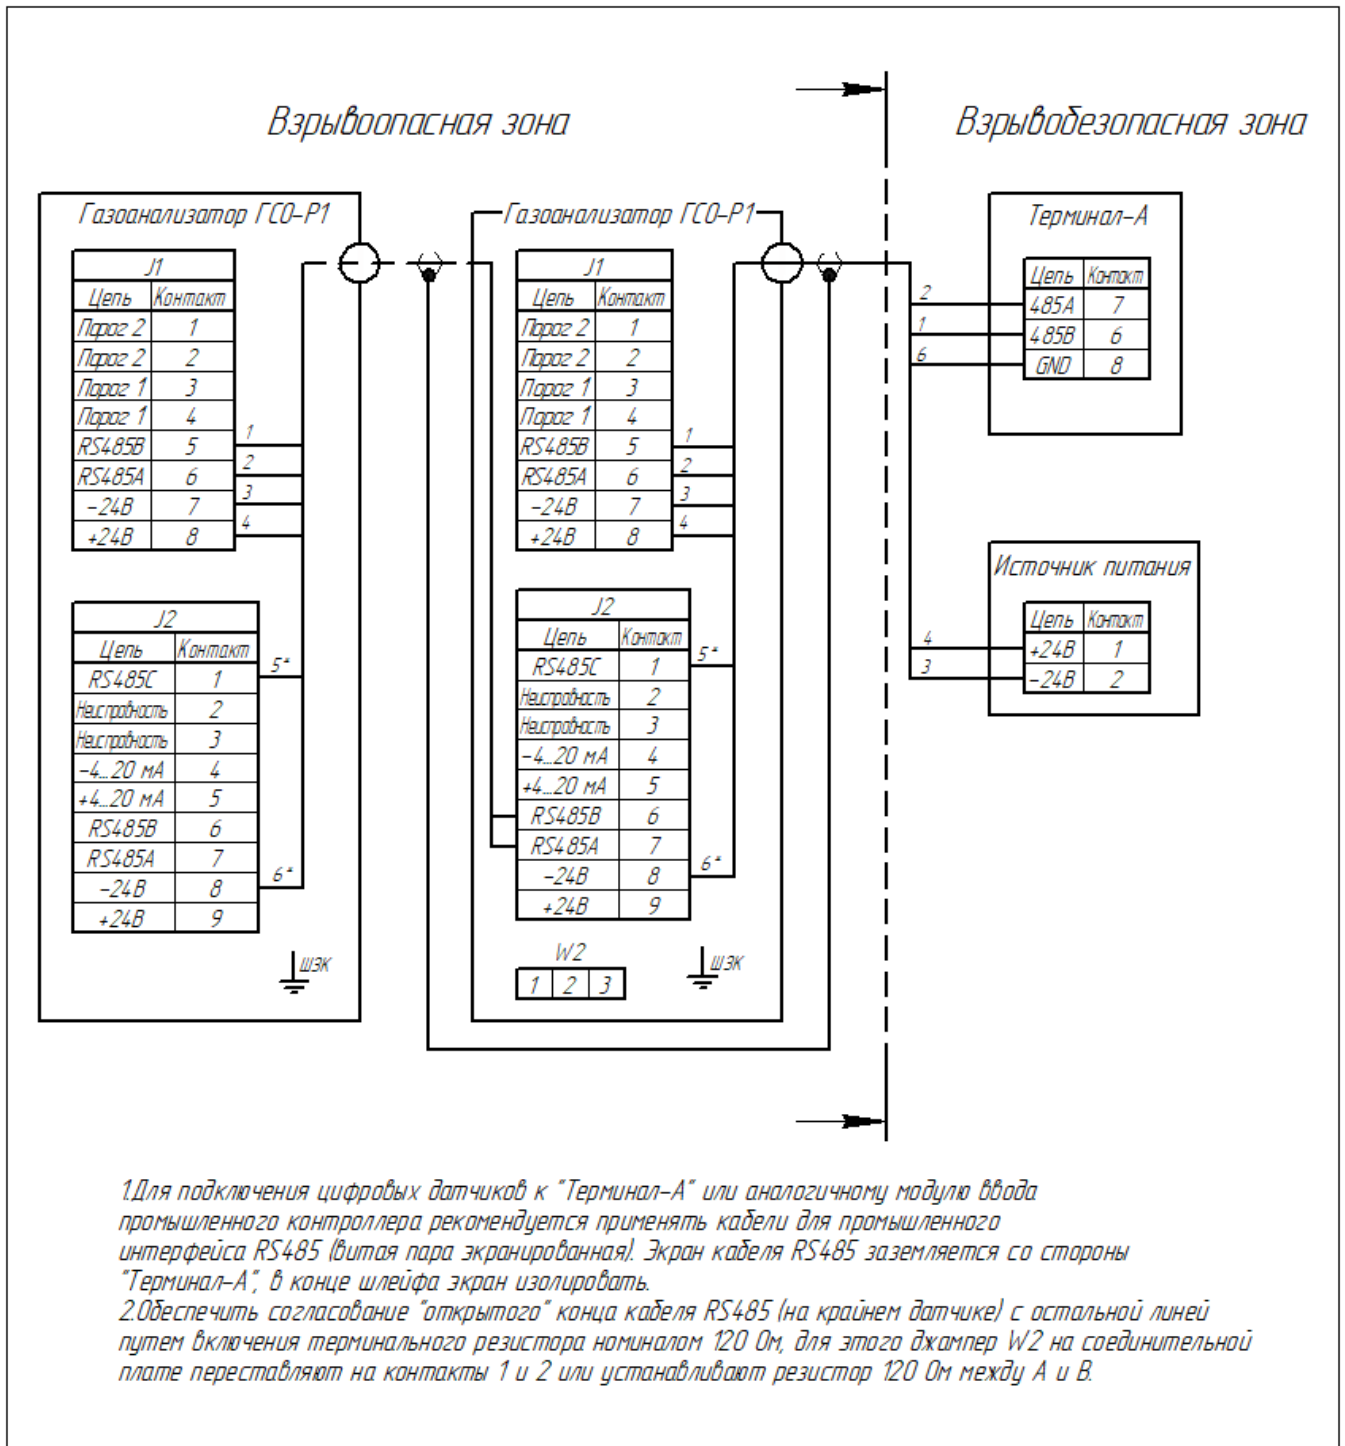 Взрывоопасная зона
Взрывобезопасная зона
Газоанализатор ГСО-Р1
J1
Цепь Контакт
Порог 2 1
Порог 2 2
Порог 1 3
Порог 1 4
RS485B 5
RS485A 6
-24В 7
+24В 8
1
2
3
4
J2
Цепь Контакт
RS485C 1
Неисправность 2
Неисправность 3
-4...20 мА 4
+4...20 мА 5
RS485B 6
RS485A 7
-24В 8
+24В 9
5*
6*
ШЗК
Газоанализатор ГСО-Р1
J1
Цепь Контакт
Порог 2 1
Порог 2 2
Порог 1 3
Порог 1 4
RS485B 5
RS485A 6
-24В 7
+24В 8
1
2
3
4
J2
Цепь Контакт
RS485C 1
Неисправность 2
Неисправность 3
-4...20 мА 4
+4...20 мА 5
RS485B 6
RS485A 7
-24В 8
+24В 9
5*
6*
W2
1 2 3
ШЗК
Терминал-А
Цепь Контакт
485A 7
485B 6
GND 8
2
1
6
Источник питания
Цепь Контакт
+24В 1
-24В 2
4
3
1.Для подключения цифровых датчиков к "Терминал-А" или аналогичному модулю ввода
промышленного контроллера рекомендуется применять кабели для промышленного
интерфейса RS485 (витая пара экранированная). Экран кабеля RS485 заземляется со стороны
"Терминал-А", в конце шлейфа экран изолировать.
2.Обеспечить согласование "открытого" конца кабеля RS485 (на крайнем датчике) с остальной линей
путем включения терминального резистора номиналом 120 Ом, для этого джампер W2 на соединительной
плате переставляют на контакты 1 и 2 или устанавливают резистор 120 Ом между А и В.